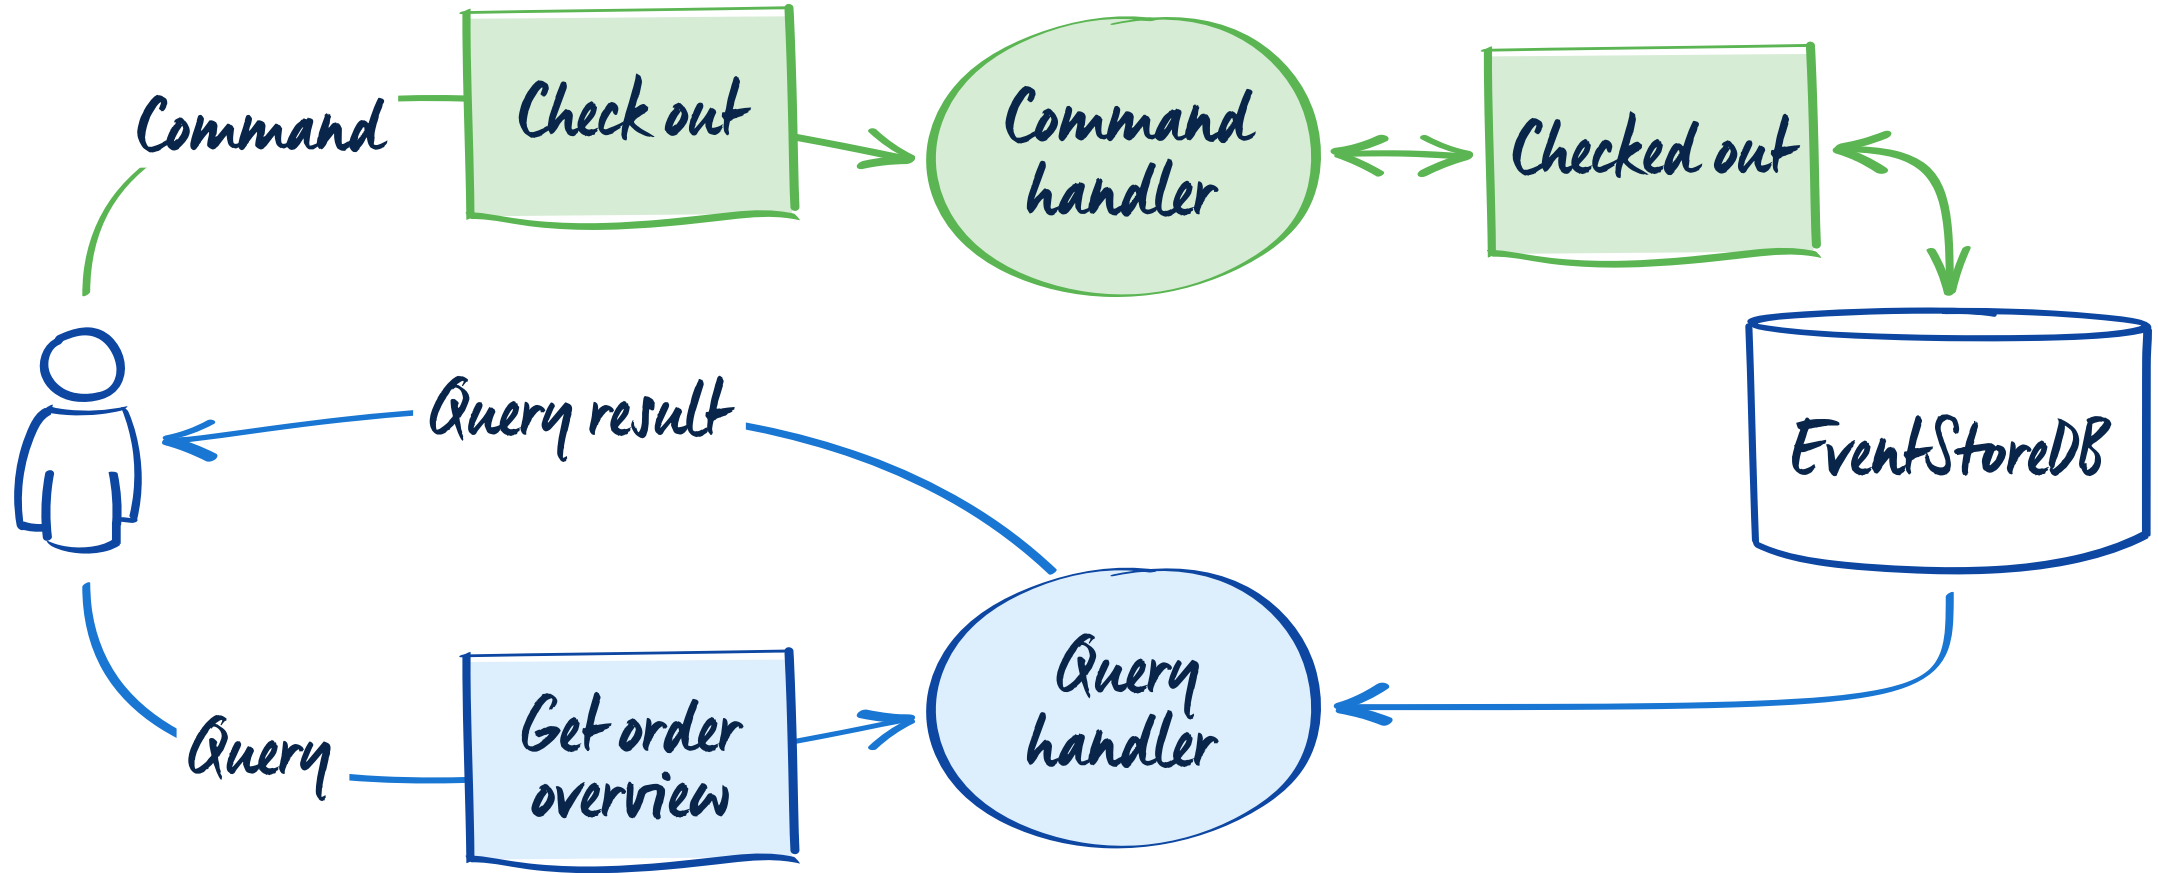 Command
Check out
Command
handler
Checked out
Query result
EventStoreDB
Query
Get order
overview
Query
handler